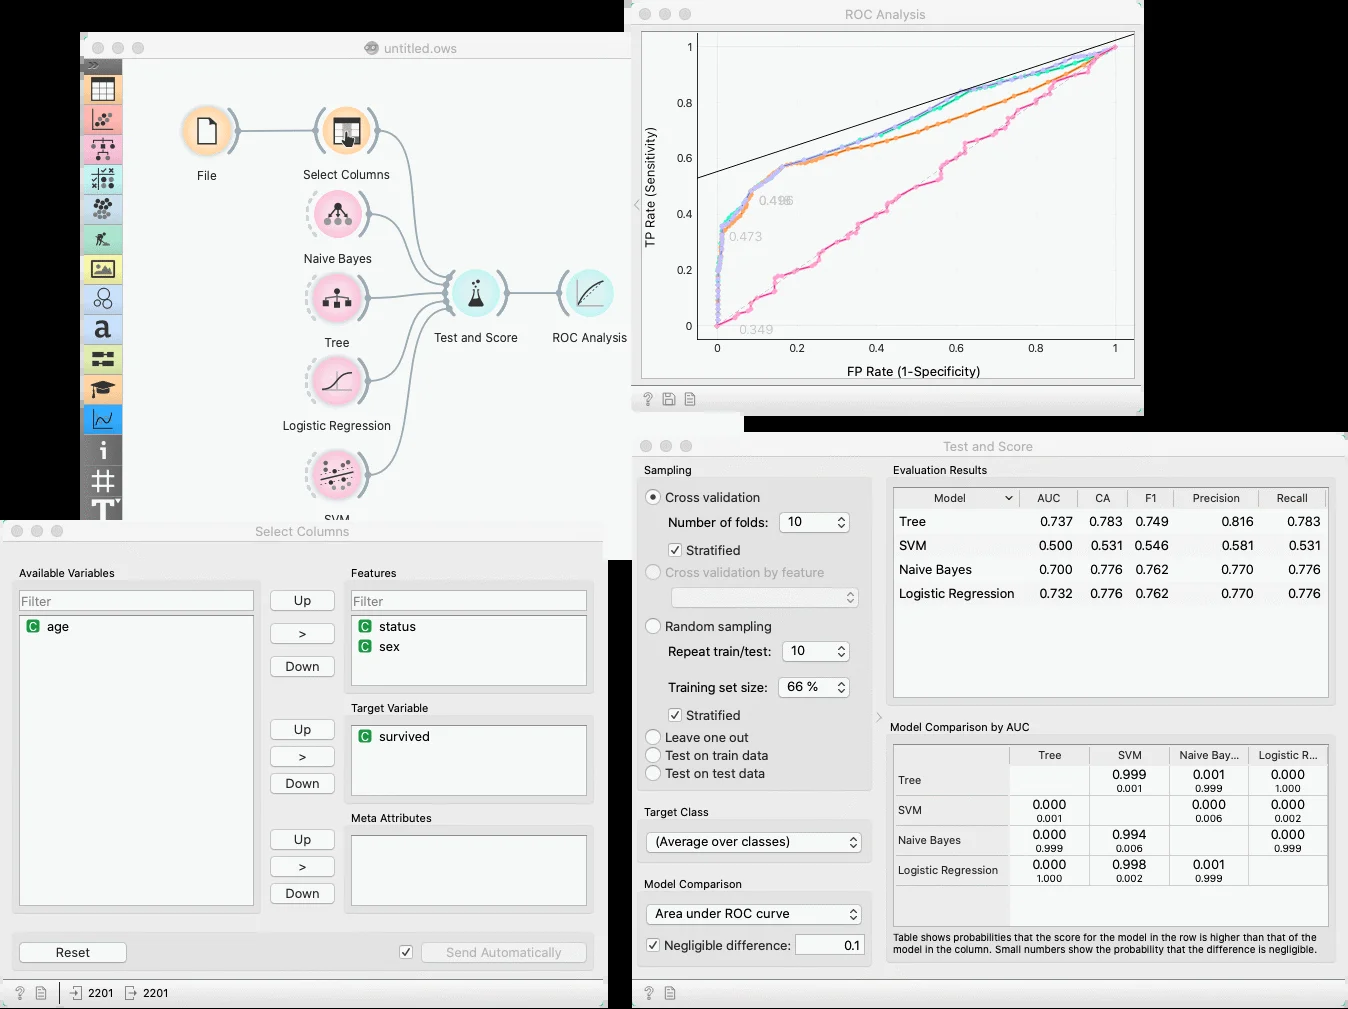 untitled.ows
File
Select Columns
Naive Bayes
Tree
Logistic Regression
SVM
Test and Score
ROC Analysis
a
i
ROC Analysis
TP Rate (Sensitivity)
1
0.8
0.6
0.4
0.2
0
0.473
0.349
0 0.2 0.4 0.6 0.8 1
FP Rate (1-Specificity)
?
Select Columns
Available Variables
Filter
C age
Up
>
Down
Up
>
Down
Up
>
Down
Features
Filter
C status
C sex
Target Variable
C survived
Meta Attributes
Reset
Send Automatically
? 2201 2201
Test and Score
Sampling
Cross validation
Number of folds: 10
Stratified
Cross validation by feature
Random sampling
Repeat train/test: 10
Training set size: 66 %
Stratified
Leave one out
Test on train data
Test on test data
Target Class
(Average over classes)
Model Comparison
Area under ROC curve
Negligible difference: 0.1
Evaluation Results
Model AUC CA F1 Precision Recall
Tree 0.737 0.783 0.749 0.816 0.783
SVM 0.500 0.531 0.546 0.581 0.531
Naive Bayes 0.700 0.776 0.762 0.770 0.776
Logistic Regression 0.732 0.776 0.762 0.770 0.776
Model Comparison by AUC
Tree SVM Naive Bay... Logistic R...
Tree 0.999 0.001 0.000
0.001 0.999 1.000
SVM 0.000 0.000 0.000
0.001 0.006 0.002
Naive Bayes 0.000 0.994 0.000
0.999 0.006 0.999
Logistic Regression 0.000 0.998 0.001
1.000 0.002 0.999
Table shows probabilities that the score for the model in the row is higher than that of the
model in the column. Small numbers show the probability that the difference is negligible.
?